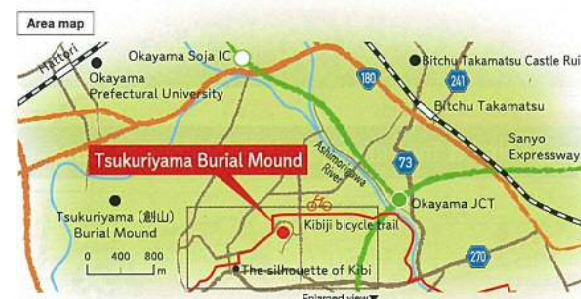 Area map
Hattori
Okayama Soja IC
Okayama
Prefectural University
180
Bitchu Takamatsu Castle Rui
241
Bitchu Takamatsu
Sanyo
Expressway
Tsukuriyama Burial Mound
Ashimorigawa
River
73
Okayama JCT
Tsukuriyama (創山)
Burial Mound
Kibiji bicycle trail
0 400 800
m
The silhouette of Kibi
270
Enlarged view▼